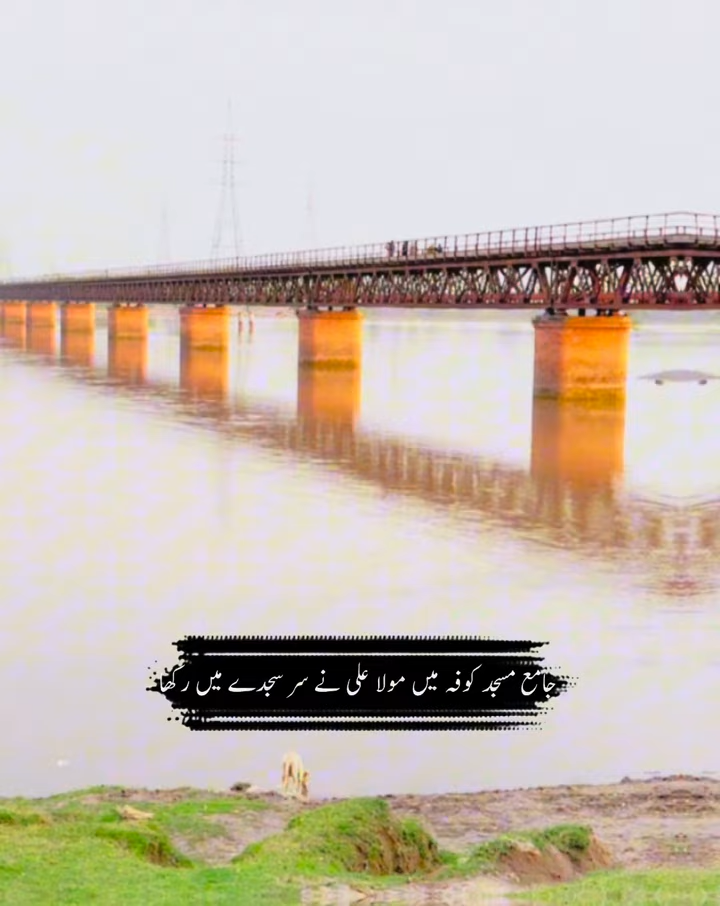 جامع مسجد کوفہ میں مولا علی نے سر سجدے میں رکھا